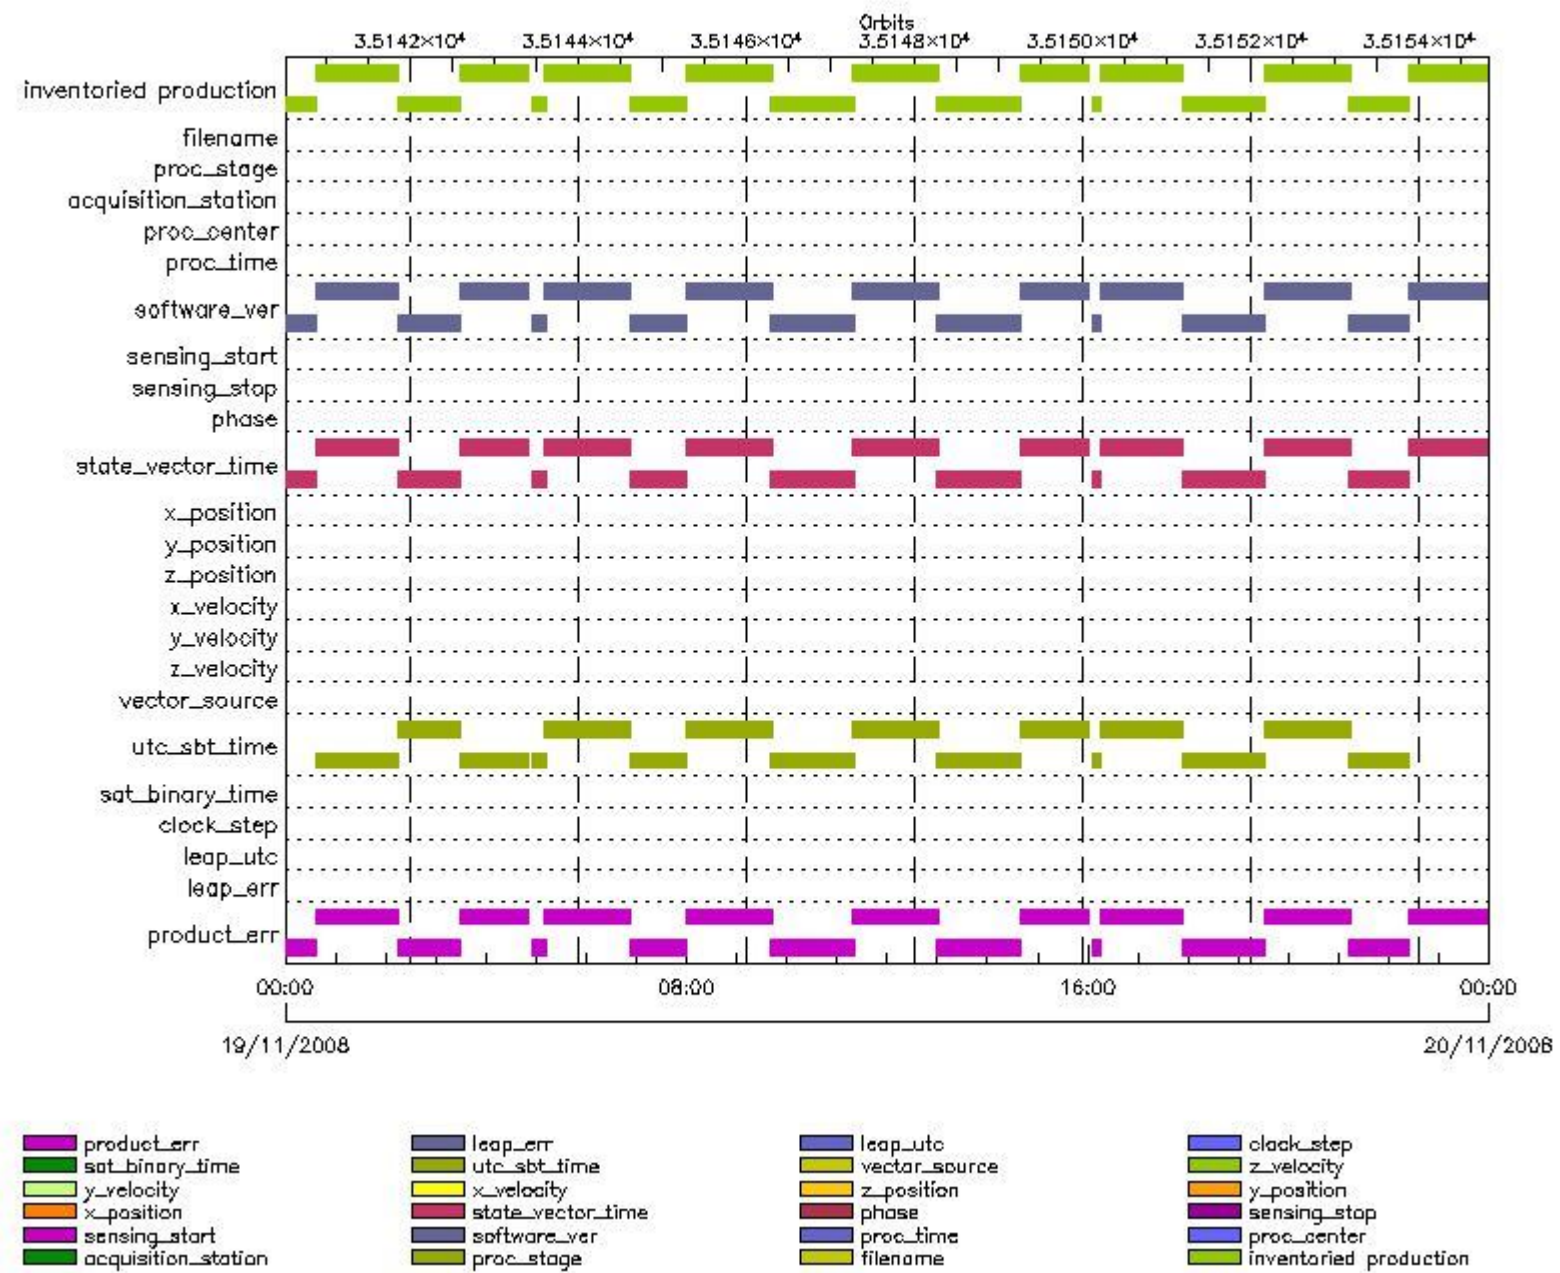 Orbits
3.5142×10⁴ 3.5144×10⁴ 3.5146×10⁴ 3.5148×10⁴ 3.5150×10⁴ 3.5152×10⁴ 3.5154×10⁴
inventoried production
filename
proc_stage
acquisition_station
proc_center
proc_time
software_ver
sensing_start
sensing_stop
phase
state_vector_time
x_position
y_position
z_position
x_velocity
y_velocity
z_velocity
vector_source
utc_sbt_time
sat_binary_time
clock_step
leap_utc
leap_err
product_err
00:00 08:00 16:00 00:00
19/11/2008 20/11/2008
product_err leap_err leap_utc clock_step
sat_binary_time utc_sbt_time vector_source z_velocity
y_velocity x_velocity z_position y_position
x_position state_vector_time phase sensing_stop
sensing_start software_ver proc_time proc_center
acquisition_station proc_stage filename inventoried production